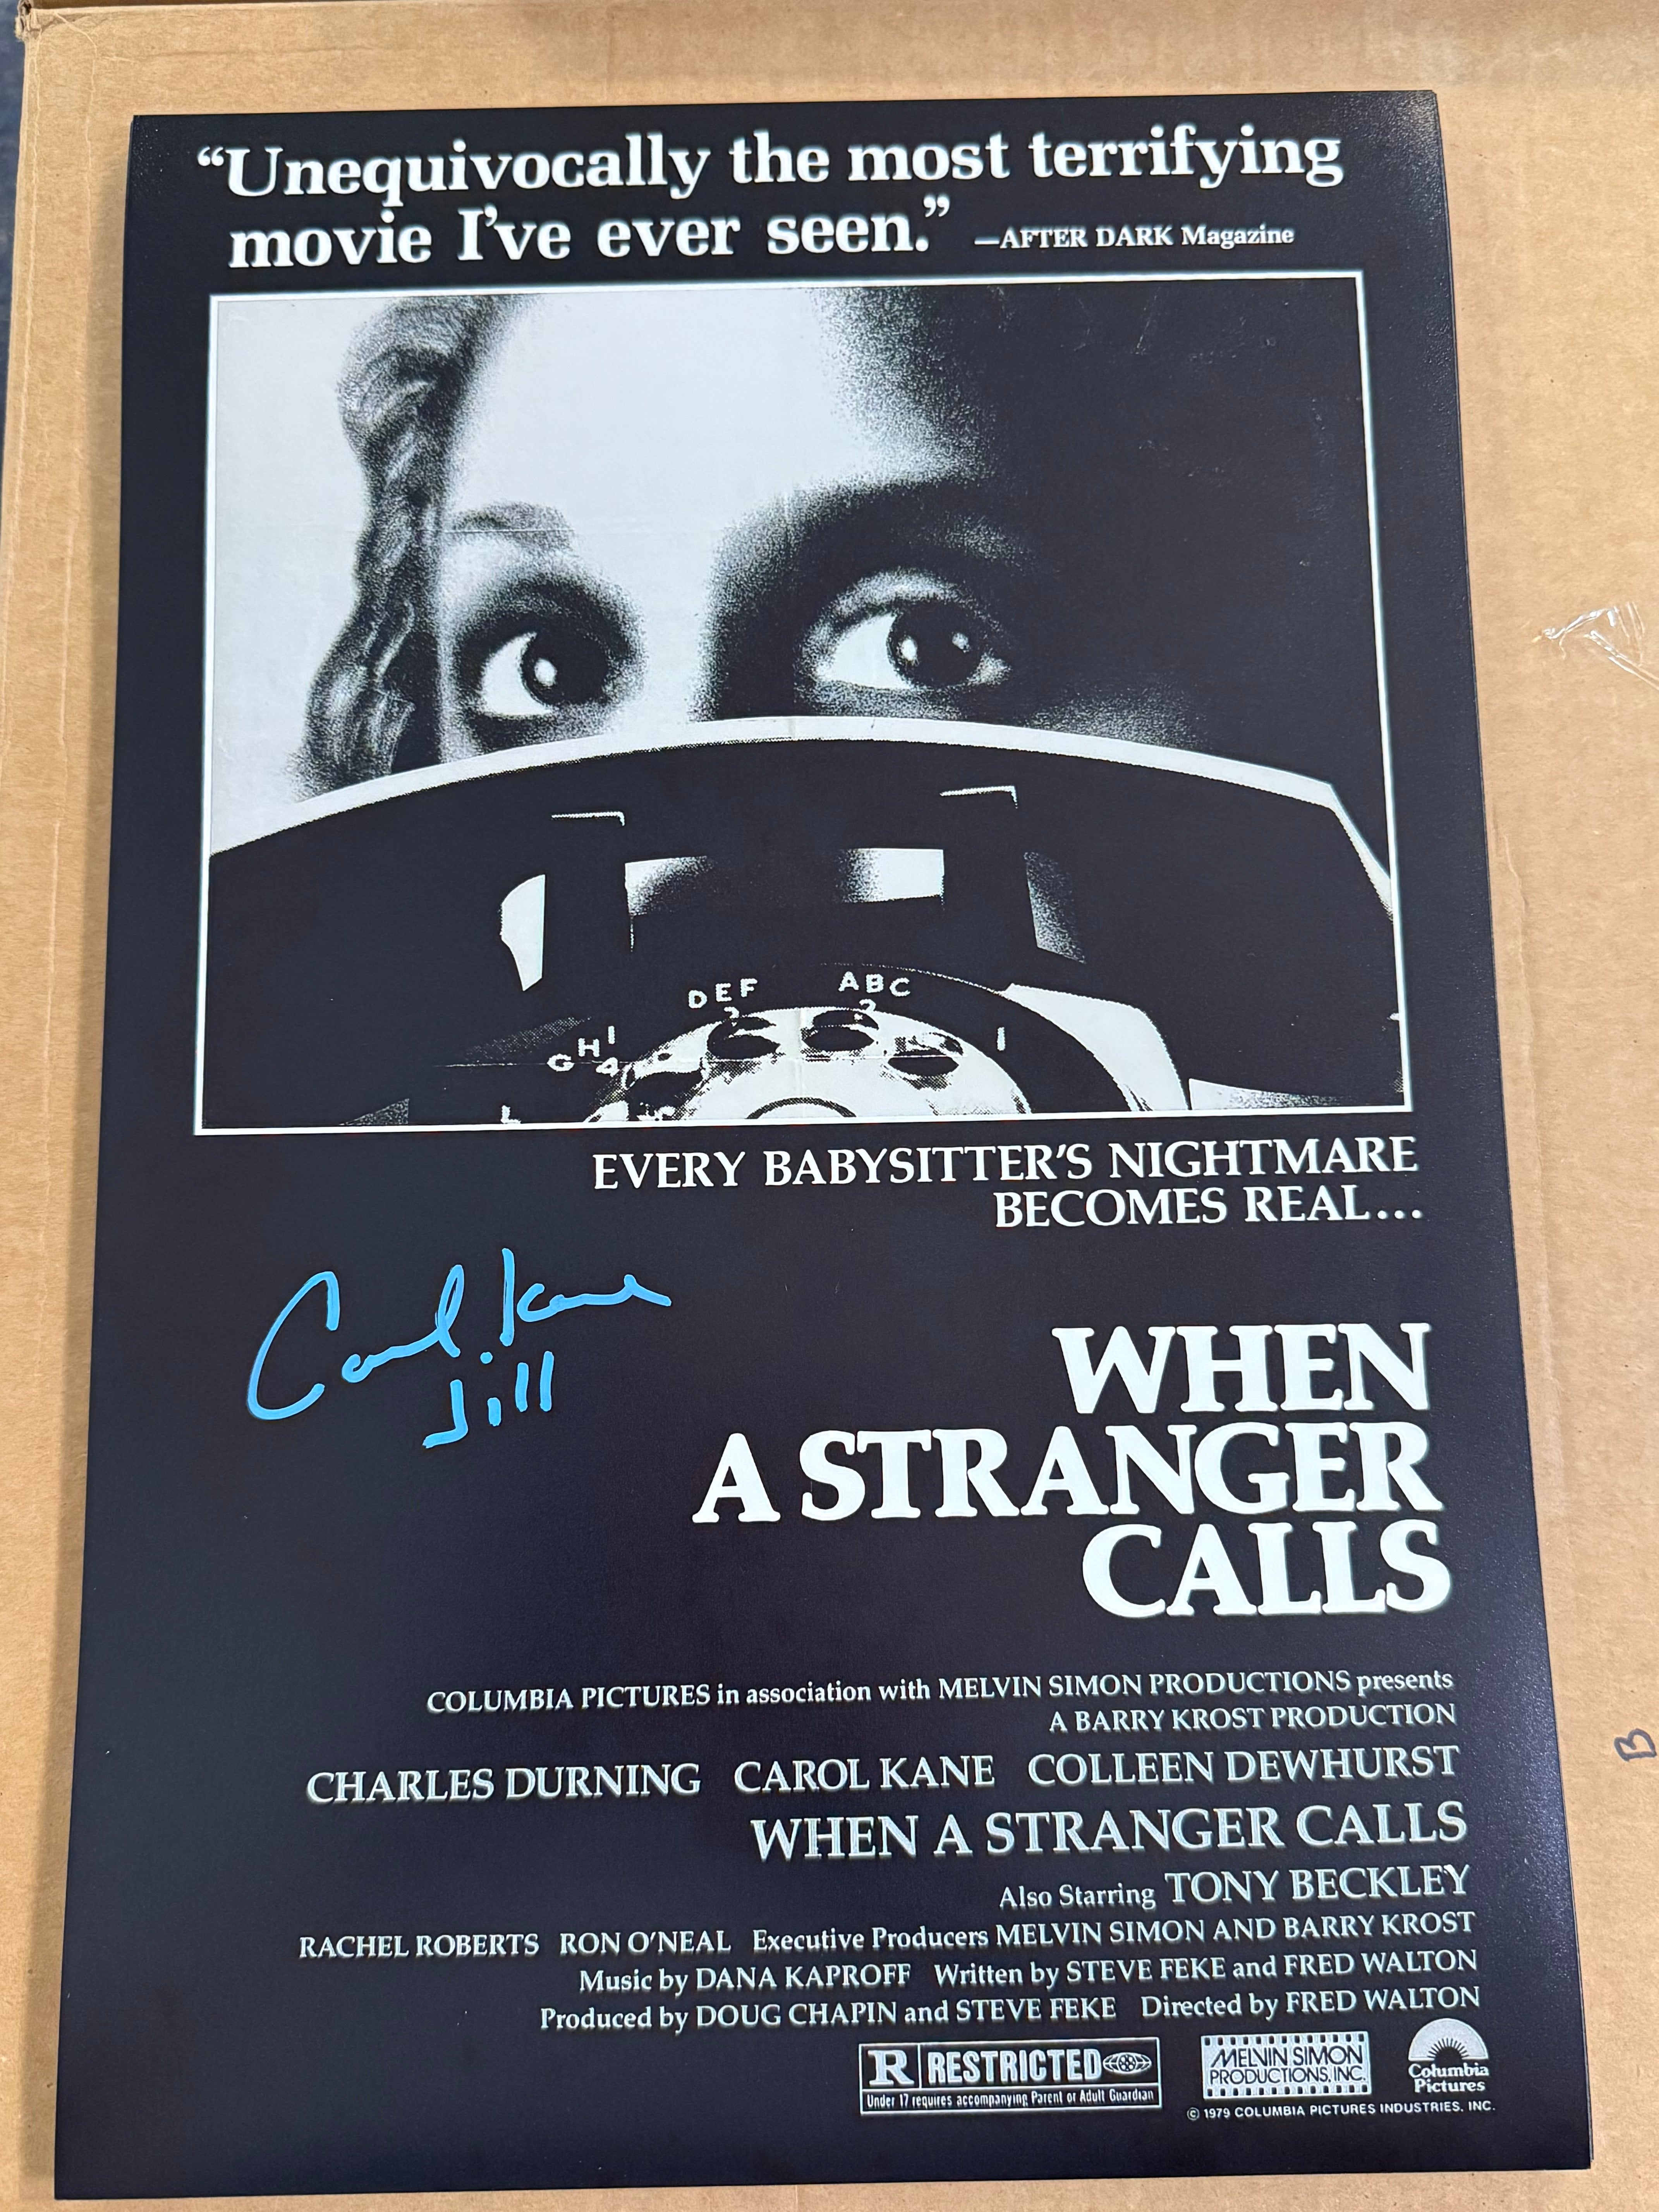 “Unequivocally the most terrifying
movie I’ve ever seen.” —AFTER DARK Magazine
DEF
ABC
GHI
4
L
EVERY BABYSITTER’S NIGHTMARE
BECOMES REAL...
Carol Kane
Jill
WHEN
A STRANGER
CALLS
COLUMBIA PICTURES in association with MELVIN SIMON PRODUCTIONS presents
A BARRY KROST PRODUCTION
CHARLES DURNING CAROL KANE COLLEEN DEWHURST
WHEN A STRANGER CALLS
Also Starring TONY BECKLEY
RACHEL ROBERTS RON O’NEAL Executive Producers MELVIN SIMON AND BARRY KROST
Music by DANA KAPROFF Written by STEVE FEKE and FRED WALTON
Produced by DOUG CHAPIN and STEVE FEKE Directed by FRED WALTON
R RESTRICTED
Under 17 requires accompanying Parent or Adult Guardian
MELVIN SIMON
PRODUCTIONS, INC.
Columbia
Pictures
© 1979 COLUMBIA PICTURES INDUSTRIES, INC.
B